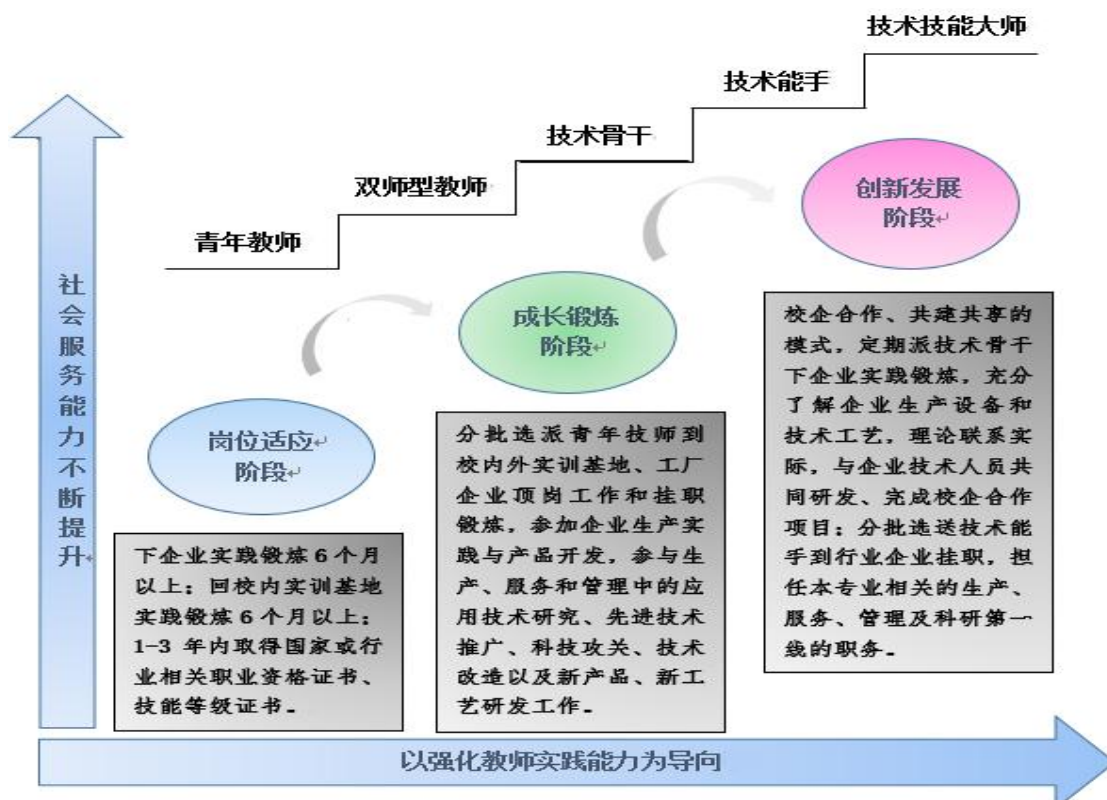 技术技能大师
技术能手
技术骨干
双师型教师
青年教师
创新发展
阶段
成长锻炼
阶段
岗位适应
阶段
社
会
服
务
能
力
不
断
提
升
下企业实践锻炼6个月
以上；回校内实训基地
实践锻炼6个月以上；
1-3 年内取得国家或行
业相关职业资格证书、
技能等级证书。
分批选派青年技师到
校内外实训基地、工厂
企业顶岗工作和挂职
锻炼，参加企业生产实
践与产品开发，参与生
产、服务和管理中的应
用技术研究、先进技术
推广、科技攻关、技术
改造以及新产品、新工
艺研发工作。
校企合作、共建共享的
模式，定期派技术骨干
下企业实践锻炼，充分
了解企业生产设备和
技术工艺，理论联系实
际，与企业技术人员共
同研发、完成校企合作
项目；分批选送技术能
手到行业企业挂职，担
任本专业相关的生产、
服务、管理及科研第一
线的职务。
以强化教师实践能力为导向